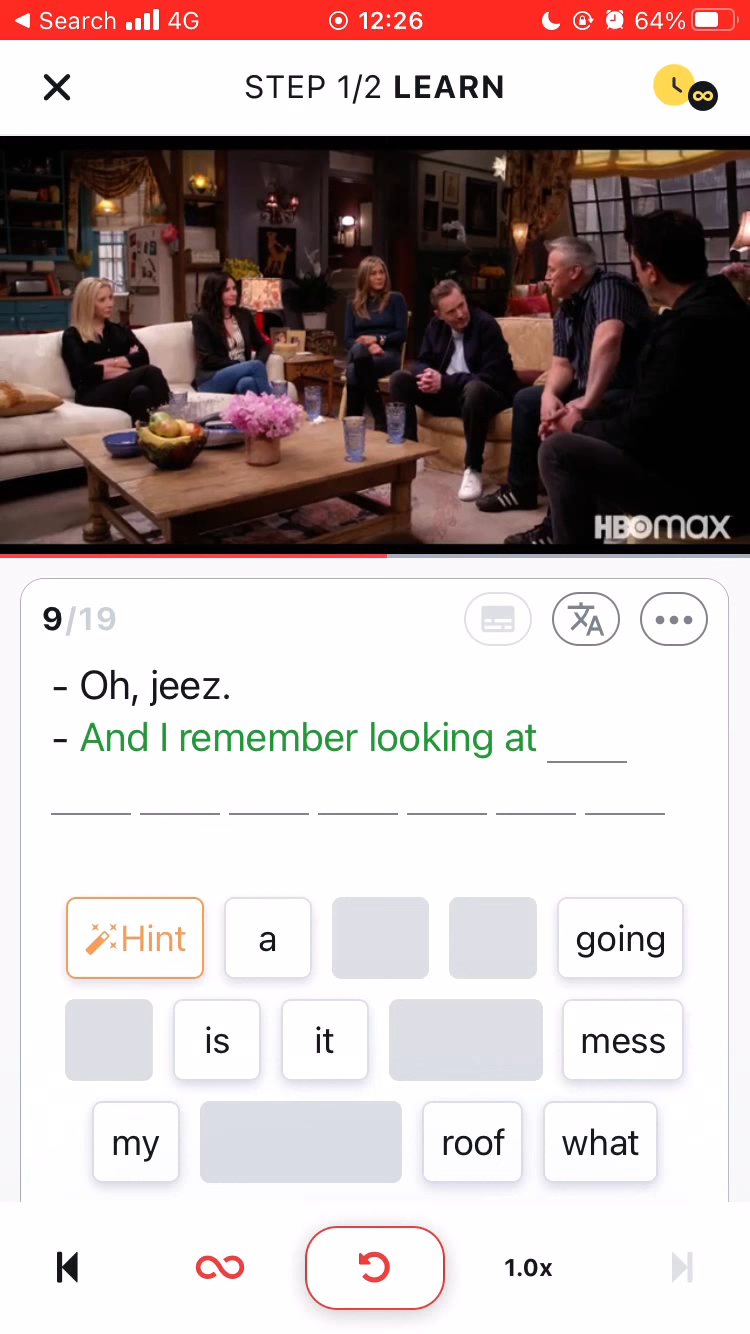 Search 4G 12:26 64%
STEP 1/2 LEARN
HBOmax
9/19
- Oh, jeez.
- And I remember looking at
Hint a going
is it mess
my roof what
1.0x